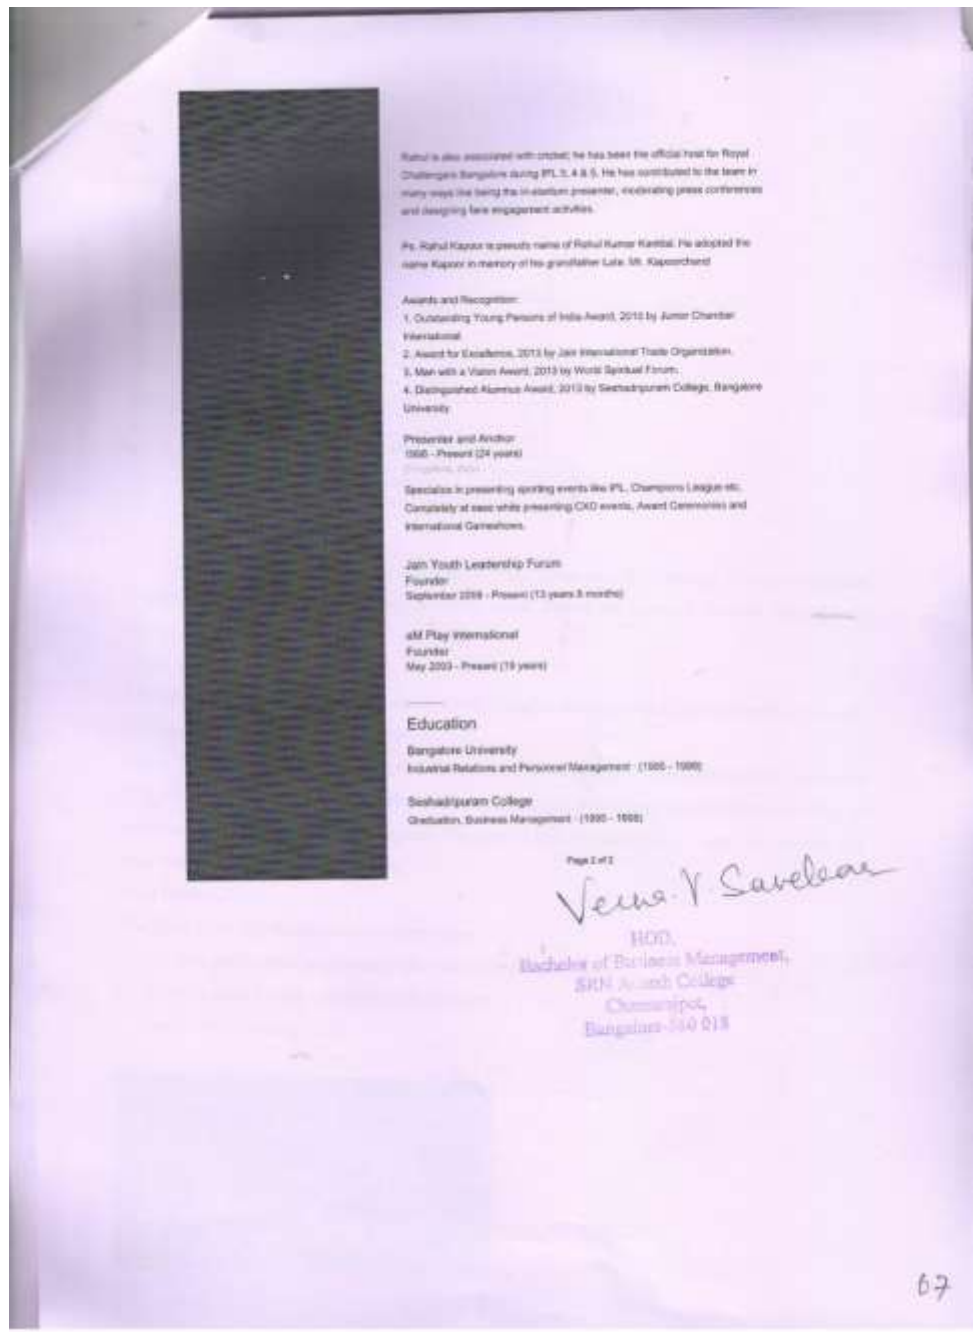 Rahul is also associated with cricket; he has been the official host for Royal
Challengers Bangalore during IPL 3, 4 & 5. He has contributed to the team in
many ways like being the in-stadium presenter, moderating press conferences
and designing fans engagement activities.
Ps. Rahul Kapoor is pseudo name of Rahul Kumar He adopted the
name Kapoor in memory of his grandfather Late. Mr. Kapoorchand
Awards and Recognition:
1. Outstanding Young Persons of India Award, 2010 by Junior Chamber
International.
2. Award for Excellence, 2013 by Jain International Trade Organization.
3. Man with a Vision Award, 2013 by World Spiritual Forum.
4. Distinguished Alumnus Award, 2013 by Seshadripuram College, Bangalore
University
Presenter and Anchor
1998 - Present (24 years)
Specialize in presenting sporting events like IPL, Champions League etc.
Completely at ease while presenting CXO events, Award Ceremonies and
International Gameshows.
Jain Youth Leadership Forum
Founder
September 2008 - Present (13 years 8 months)
aM Play International
Founder
May 2003 - Present (19 years)
Education
Bangalore University
Industrial Relations and Personnel Management
Seshadripuram College
Graduation, Business Management
Page 2 of 2
HOD,
Bachelor of Business Management,
SRN Adarsh College
Chamarajpet,
Bangalore-560 018
67